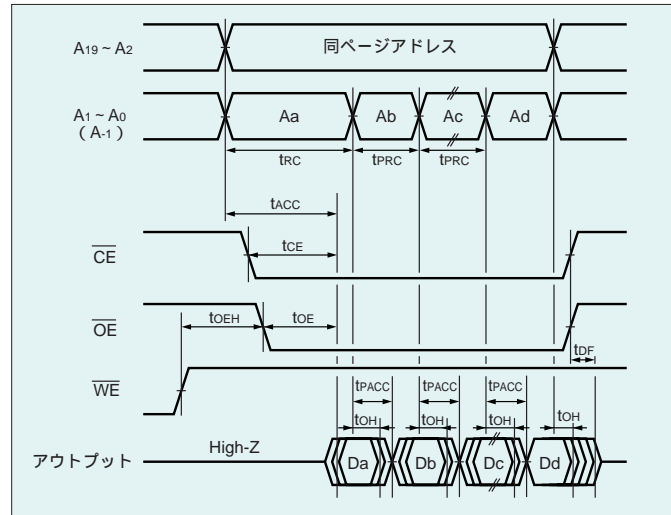 A19 ~ A2 同ページアドレス
A1 ~ A0 Aa Ab Ac Ad
( A-1 )
tRC tPRC tPRC
tACC
CE tCE
OE tOEH tOE
tDF
WE
tPACC tPACC tPACC
tOH tOH tOH tOH
アウトプット High-Z Da Db Dc Dd